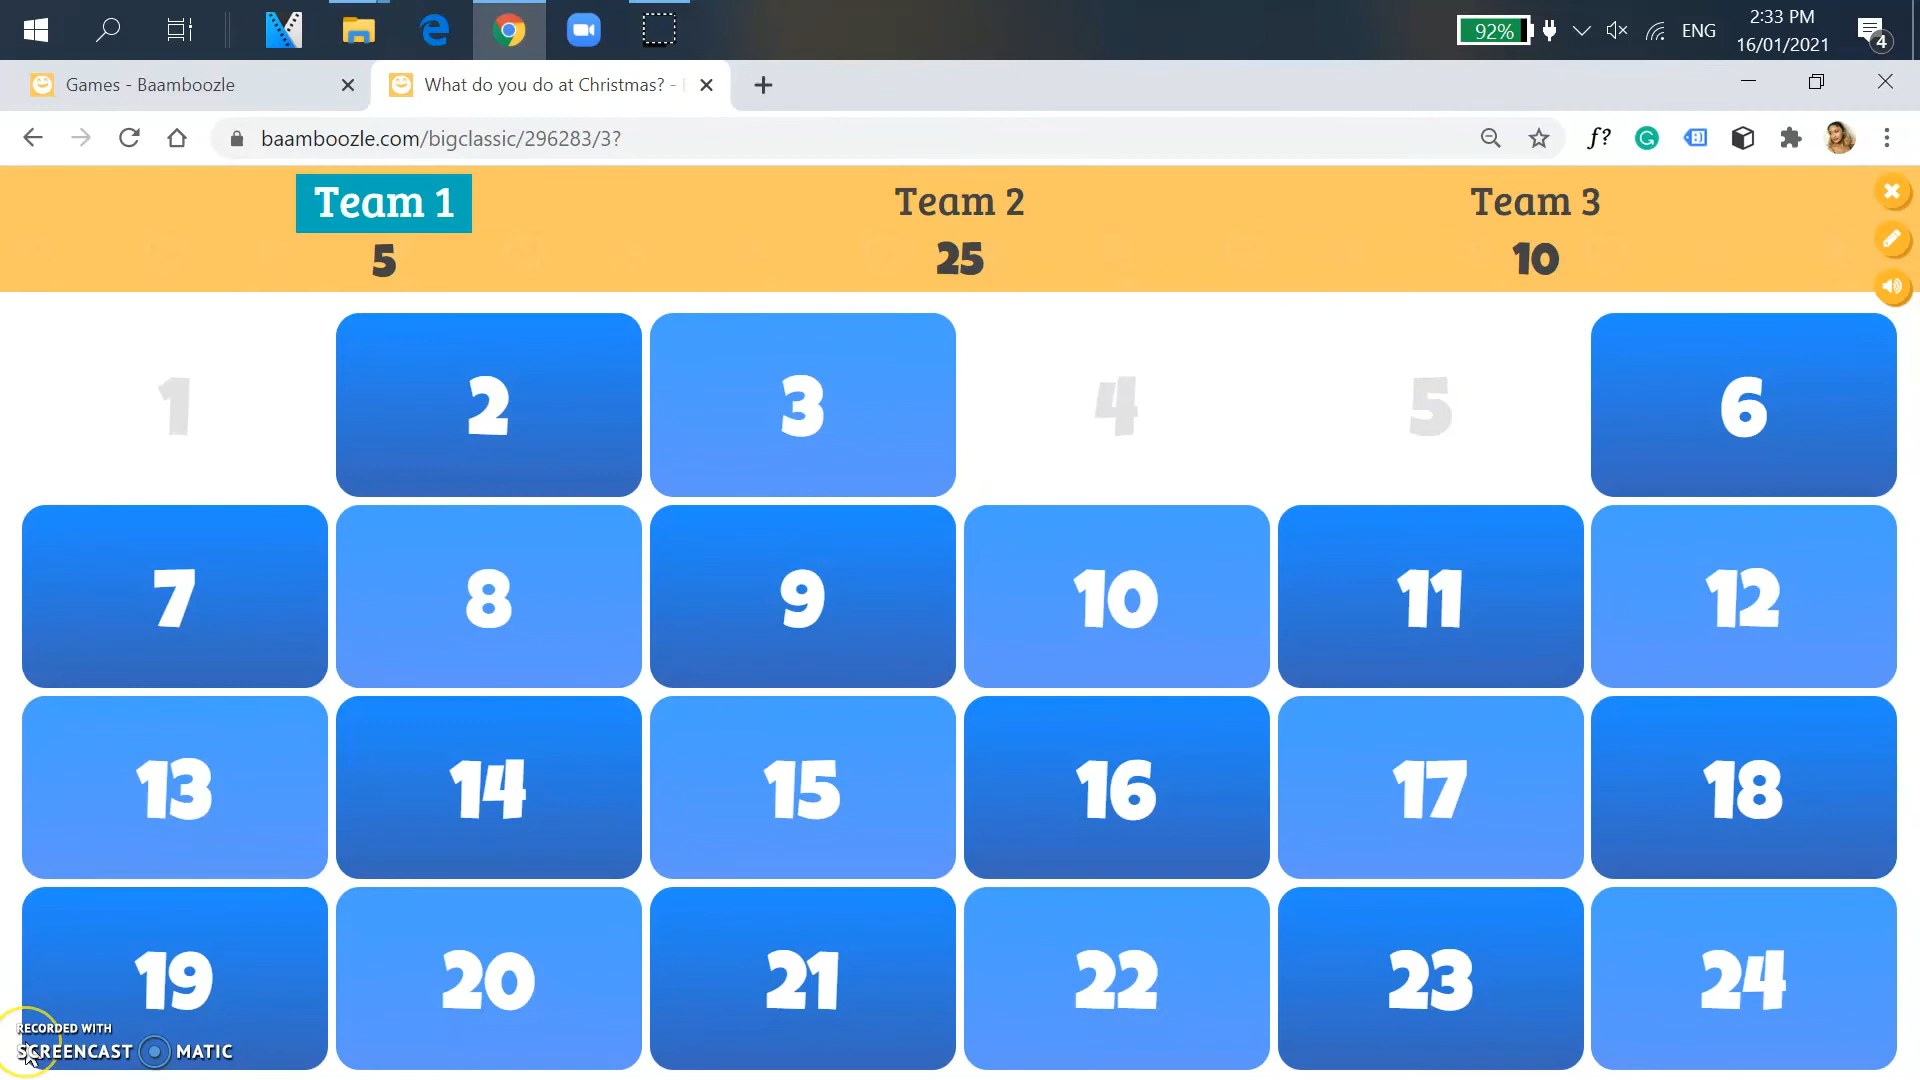 92% ENG 2:33 PM
16/01/2021 4
Games - Baamboozle What do you do at Christmas? -
baamboozle.com/bigclassic/296283/3?
Team 1 Team 2 Team 3
5 25 10
1 2 3 4 5 6
7 8 9 10 11 12
13 14 15 16 17 18
19 20 21 22 23 24
RECORDED WITH
SCREENCAST MATIC